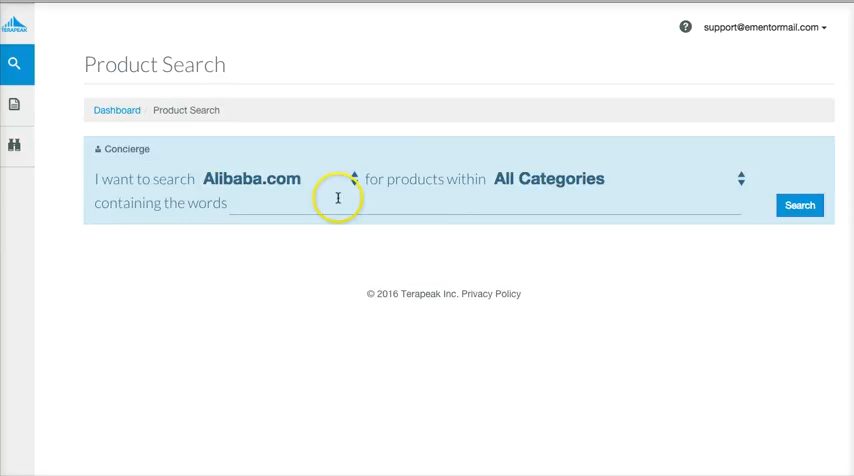 TERAPEAK
? support@ementormail.com
Product Search
Dashboard / Product Search
Concierge
I want to search Alibaba.com for products within All Categories
containing the words
Search
© 2016 Terapeak Inc. Privacy Policy